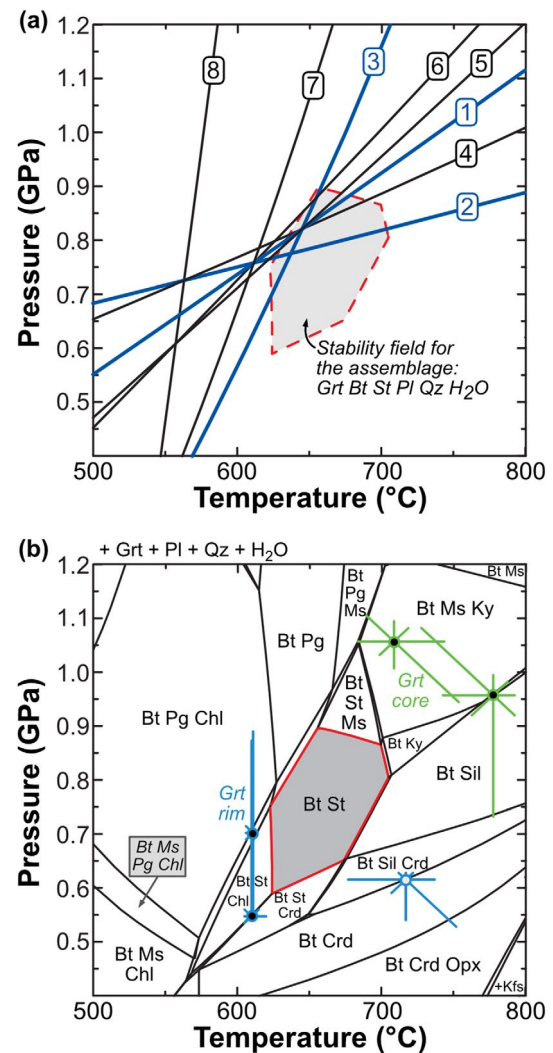 (a)
1.2
1.1
1.0
0.9
0.8
0.7
0.6
0.5
Pressure (GPa)
8
7
3
6
5
1
4
2
Stability field for
the assemblage:
Grt Bt St Pl Qz H2O
500
600
700
800
Temperature (°C)
(b)
+ Grt + Pl + Qz + H2O
1.2
1.1
1.0
0.9
0.8
0.7
0.6
0.5
Pressure (GPa)
Bt
Pg
Ms
Bt Ms
Bt Ms Ky
Bt Pg
Grt
core
Bt
St
Ms
Bt Pg Chl
Bt Ky
Bt Sil
Grt
rim
Bt St
Bt Ms
Pg Chl
Bt St
Chl
Bt St
Crd
Bt Sil Crd
Bt Ms
Chl
Bt Crd
Bt Crd Opx
+Kfs
500
600
700
800
Temperature (°C)